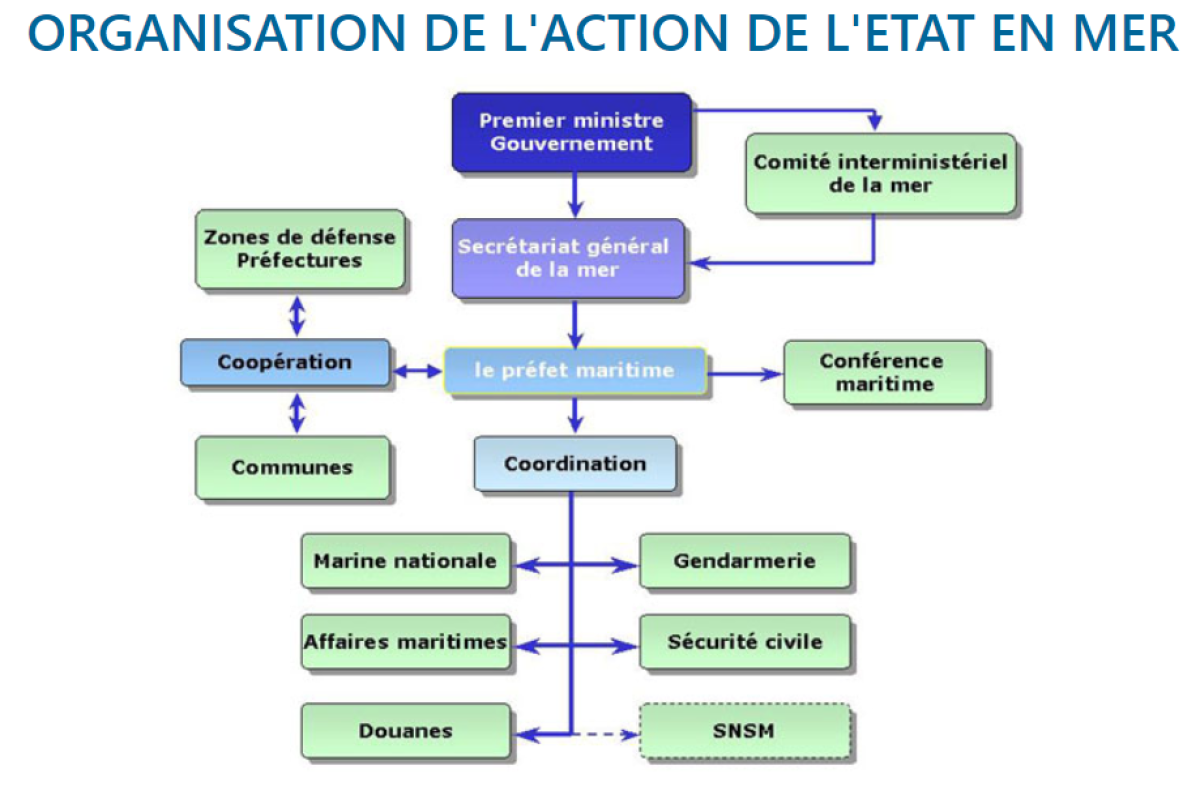 ORGANISATION DE L'ACTION DE L'ETAT EN MER
Premier ministre
Gouvernement
Comité interministériel
de la mer
Zones de défense
Préfectures
Secrétariat général
de la mer
Coopération
le préfet maritime
Conférence
maritime
Communes
Coordination
Marine nationale
Gendarmerie
Affaires maritimes
Sécurité civile
Douanes
SNSM